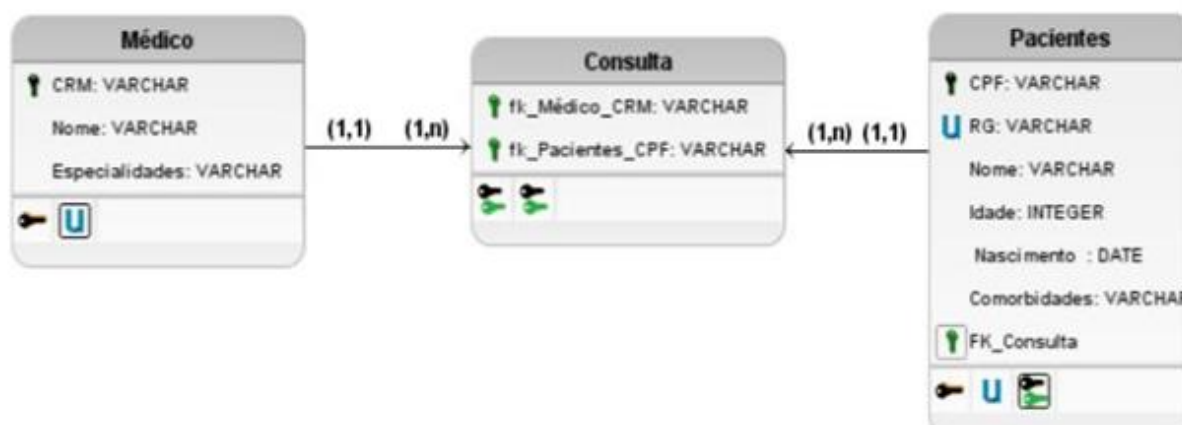 Médico
CRM: VARCHAR
Nome: VARCHAR
Especialidades: VARCHAR
U
(1,1) (1,n)
Consulta
fk_Médico_CRM: VARCHAR
fk_Pacientes_CPF: VARCHAR
(1,n) (1,1)
Pacientes
CPF: VARCHAR
U RG: VARCHAR
Nome: VARCHAR
Idade: INTEGER
Nascimento : DATE
Comorbidades: VARCHAR
FK_Consulta
U